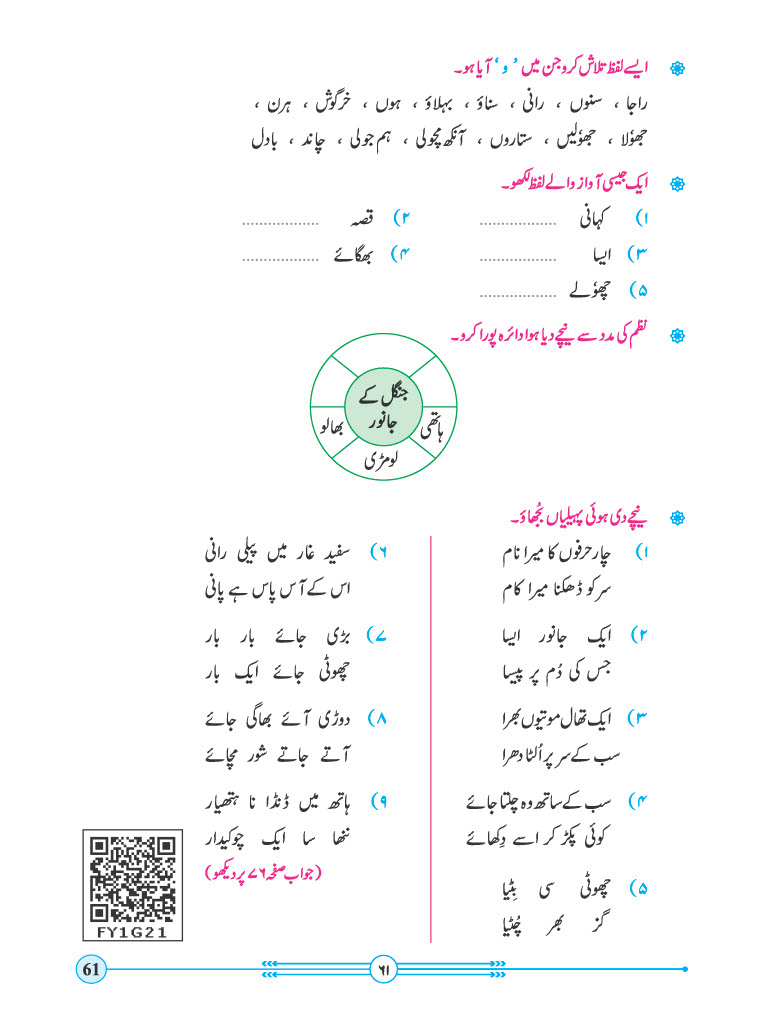 ایسے لفظ تلاش کرو جن میں ’ و ‘ آیا ہو۔
راجا ، سنوں ، رانی ، سناؤ ، بہلاؤ ، ہوں ، خرگوش ، ہرن ،
جھوٗلا ، جھوٗلیں ، ستاروں ، آنکھ مچولی ، ہم جولی ، چاند ، بادل
ایک جیسی آواز والے لفظ لکھو۔
۱) کہانی ................. ۲) قصہ .................
۳) ایسا ................. ۴) بھگائے .................
۵) چھوٗلے .................
نظم کی مدد سے نیچے دیا ہوا دائرہ پورا کرو۔
جنگل کے
جانور
ہاتھی
بھالو
لومڑی
نیچے دی ہوئی پہیلیاں بُجھاؤ۔
۱) چار حرفوں کا میرا نام
سر کو ڈھکنا میرا کام
۲) ایک جانور ایسا
جس کی دُم پر پیسا
۳) ایک تھال موتیوں بھرا
سب کے سر پر اُلٹا دھرا
۴) سب کے ساتھ وہ چلتا جائے
کوئی پکڑ کر اسے دِکھائے
۵) چھوٹی سی بِٹیا
گز بھر چُٹیا
۶) سفید غار میں پیلی رانی
اس کے آس پاس ہے پانی
۷) بڑی جائے بار بار
چھوٹی جائے ایک بار
۸) دوڑی آئے بھاگی جائے
آتے جاتے شور مچائے
۹) ہاتھ میں ڈنڈا نا ہتھیار
ننھا سا ایک چوکیدار
(جواب صفحہ ۷۶ پر دیکھو)
FY1G21
61
۶۱